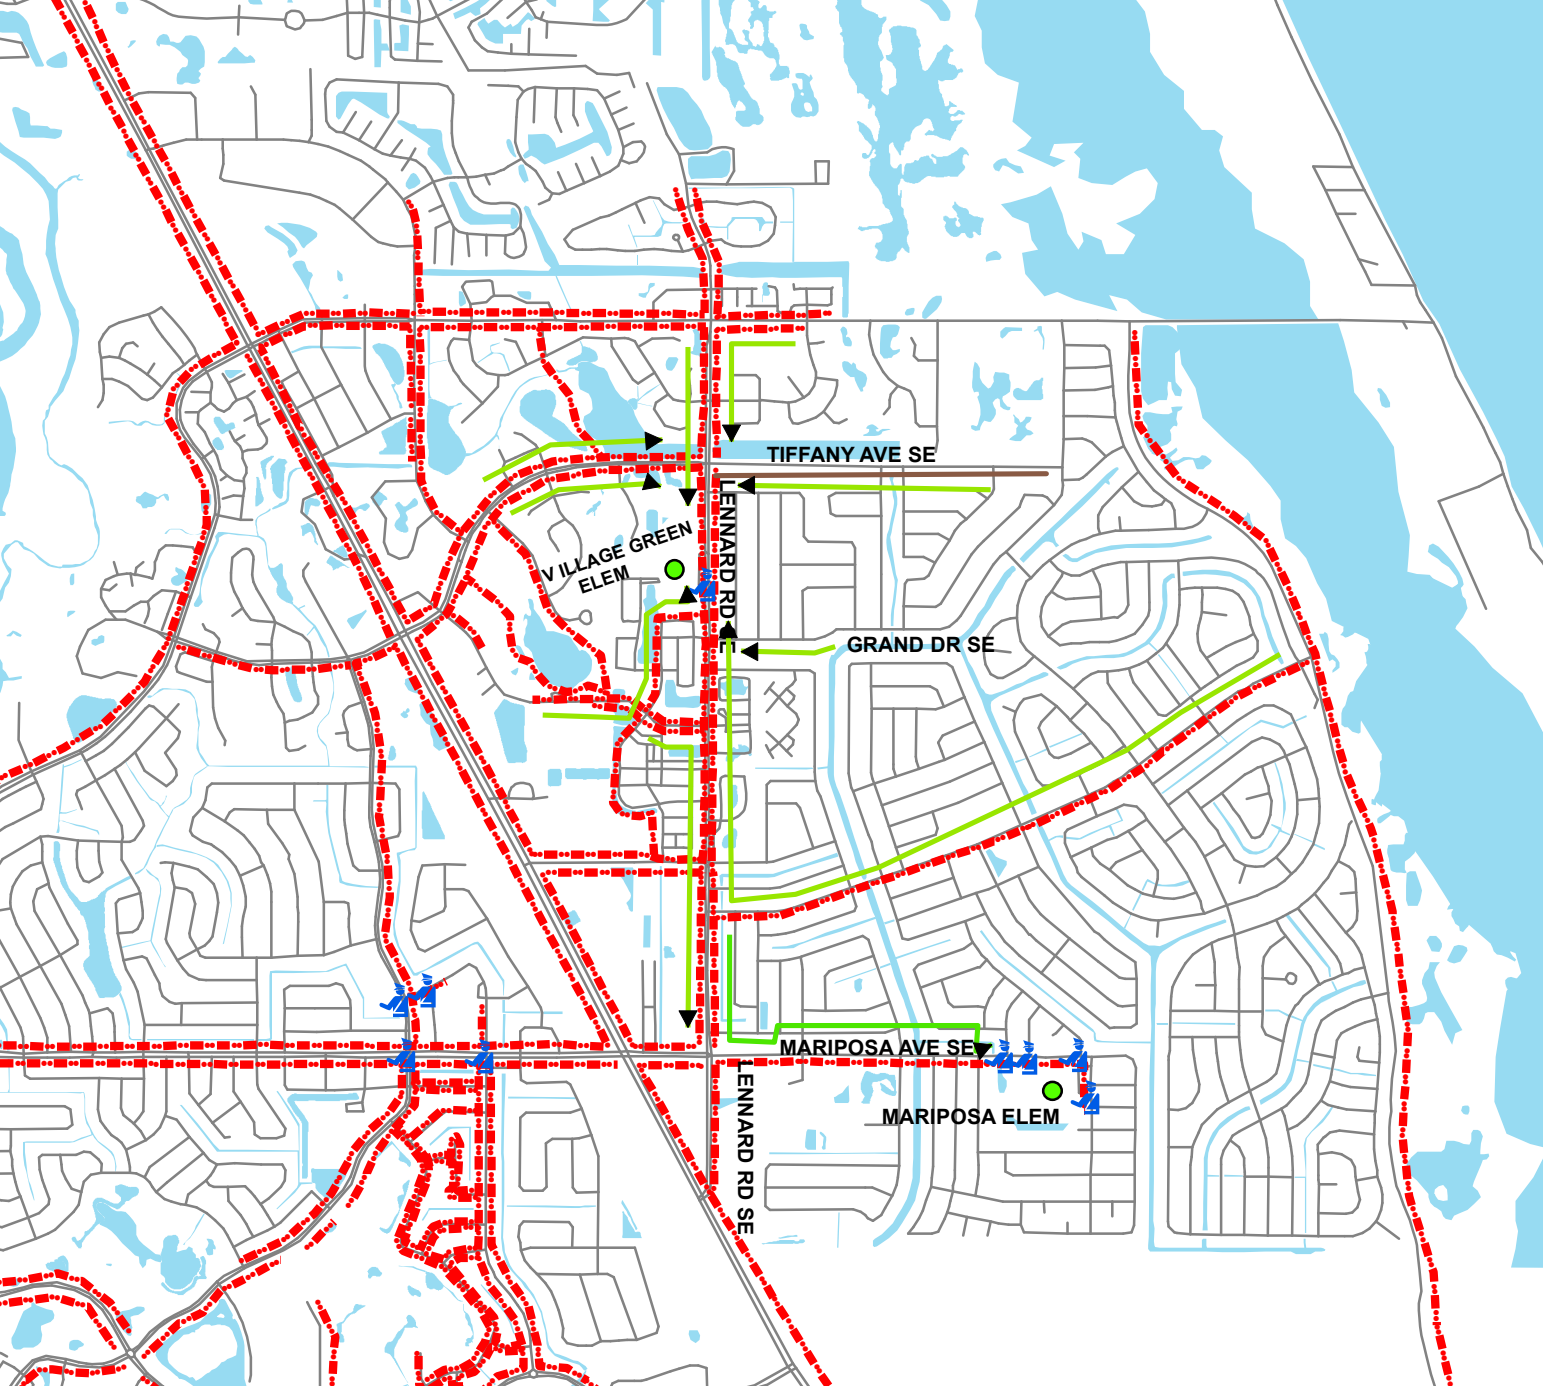 TIFFANY AVE SE
LENNARD RD SE
V ILLAGE GREEN
ELEM
GRAND DR SE
MARIPOSA AVE SE
LENNARD RD SE
MARIPOSA ELEM